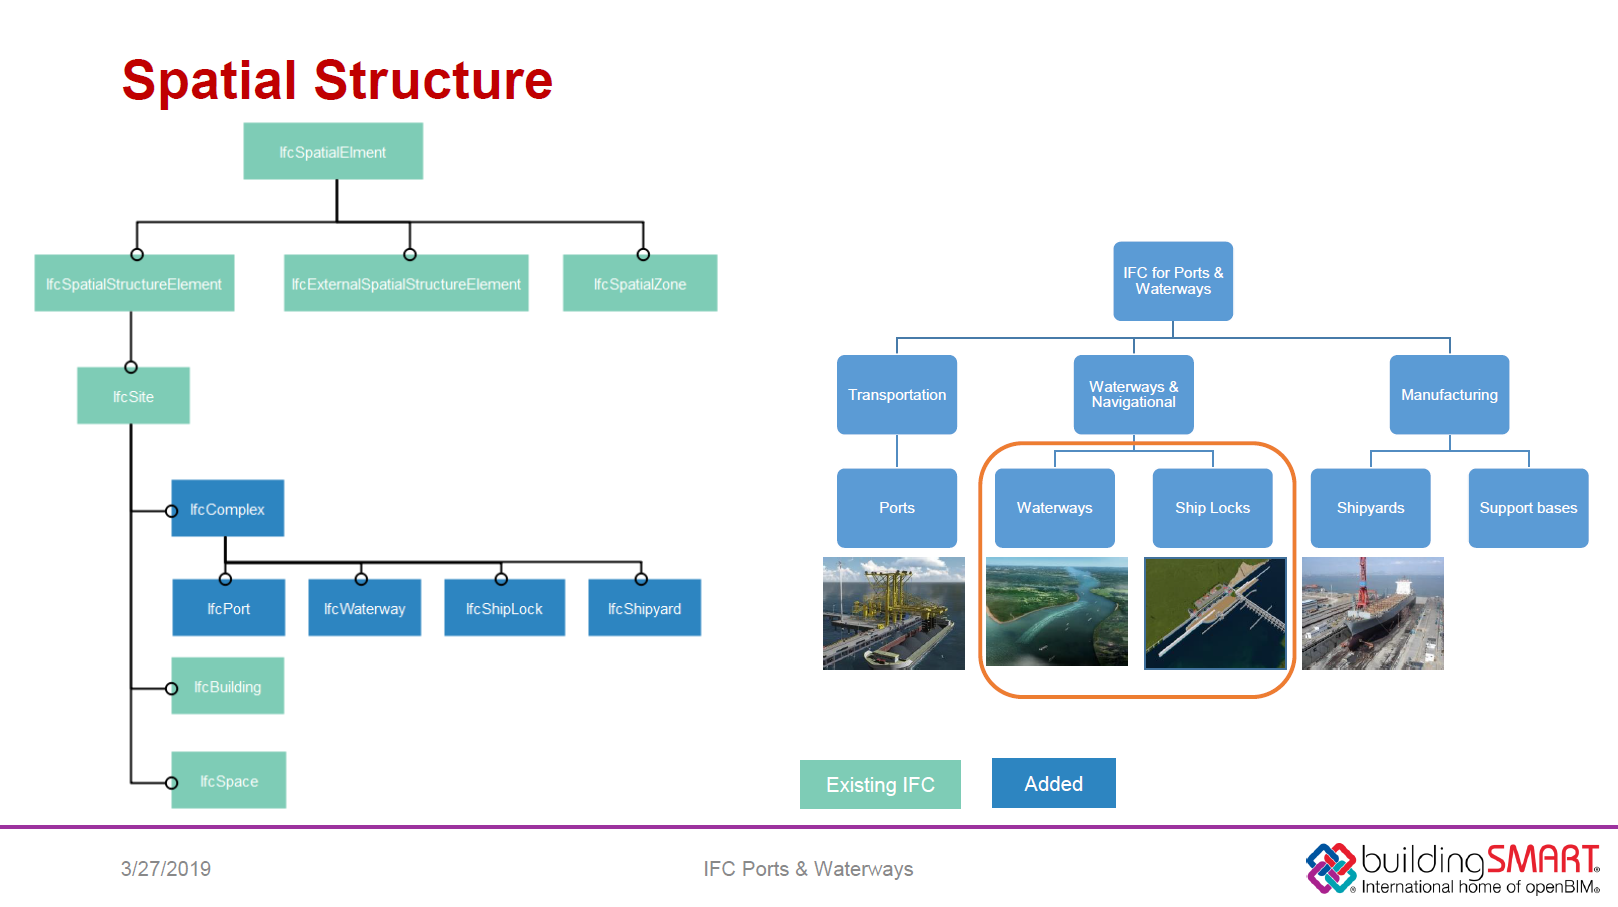 Spatial Structure
IfcSpatialElment
IfcSpatialStructureElement
IfcExternalSpatialStructureElement
IfcSpatialZone
IfcSite
IfcComplex
IfcPort
IfcWaterway
IfcShipLock
IfcShipyard
IfcBuilding
IfcSpace
IFC for Ports &
Waterways
Transportation
Waterways &
Navigational
Manufacturing
Ports
Waterways
Ship Locks
Shipyards
Support bases
Existing IFC
Added
3/27/2019
IFC Ports & Waterways
buildingSMART®
International home of openBIM®